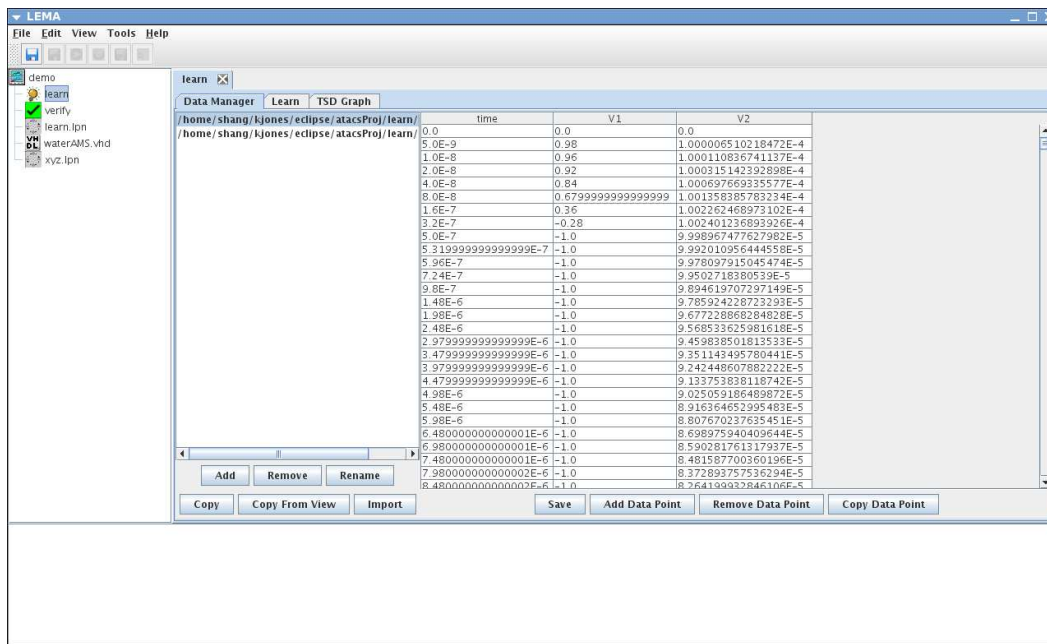 LEMA
File Edit View Tools Help
demo
learn
verify
learn.lpn
VHDL waterAMS.vhd
xyz.lpn
learn
Data Manager Learn TSD Graph
/home/shang/kjones/eclipse/atacsProj/learn/
/home/shang/kjones/eclipse/atacsProj/learn/
time V1 V2
0.0 0.0 0.0
5.0E-9 0.98 1.000006510218472E-4
1.0E-8 0.96 1.000110836741137E-4
2.0E-8 0.92 1.000315142392898E-4
4.0E-8 0.84 1.000697669335577E-4
8.0E-8 0.6799999999999999 1.001358385783234E-4
1.6E-7 0.36 1.002262468973102E-4
3.2E-7 -0.28 1.002401236893926E-4
5.0E-7 -1.0 9.998967477627982E-5
5.319999999999999E-7 -1.0 9.992010956444558E-5
5.96E-7 -1.0 9.978097915045474E-5
7.24E-7 -1.0 9.9502718380539E-5
9.8E-7 -1.0 9.894619707297149E-5
1.48E-6 -1.0 9.785924228723293E-5
1.98E-6 -1.0 9.677228868284828E-5
2.48E-6 -1.0 9.568533625981618E-5
2.979999999999999E-6 -1.0 9.459838501813533E-5
3.479999999999999E-6 -1.0 9.351143495780441E-5
3.979999999999999E-6 -1.0 9.242448607882222E-5
4.479999999999999E-6 -1.0 9.133753838118742E-5
4.98E-6 -1.0 9.025059186489872E-5
5.48E-6 -1.0 8.916364652995483E-5
5.98E-6 -1.0 8.807670237635451E-5
6.480000000000001E-6 -1.0 8.698975940409644E-5
6.980000000000001E-6 -1.0 8.590281761317937E-5
7.480000000000001E-6 -1.0 8.481587700360196E-5
7.980000000000002E-6 -1.0 8.372893757536294E-5
8.480000000000002E-6 -1.0 8.264199932846106E-5
Add Remove Rename
Copy Copy From View Import
Save Add Data Point Remove Data Point Copy Data Point